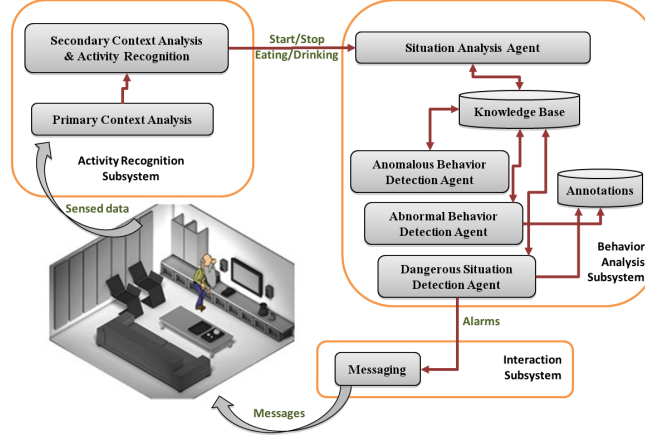 Secondary Context Analysis
& Activity Recognition
Primary Context Analysis
Activity Recognition
Subsystem
Sensed data
Start/Stop
Eating/Drinking
Situation Analysis Agent
Knowledge Base
Anomalous Behavior
Detection Agent
Annotations
Abnormal Behavior
Detection Agent
Behavior
Analysis
Subsystem
Dangerous Situation
Detection Agent
Alarms
Messaging
Interaction
Subsystem
Messages